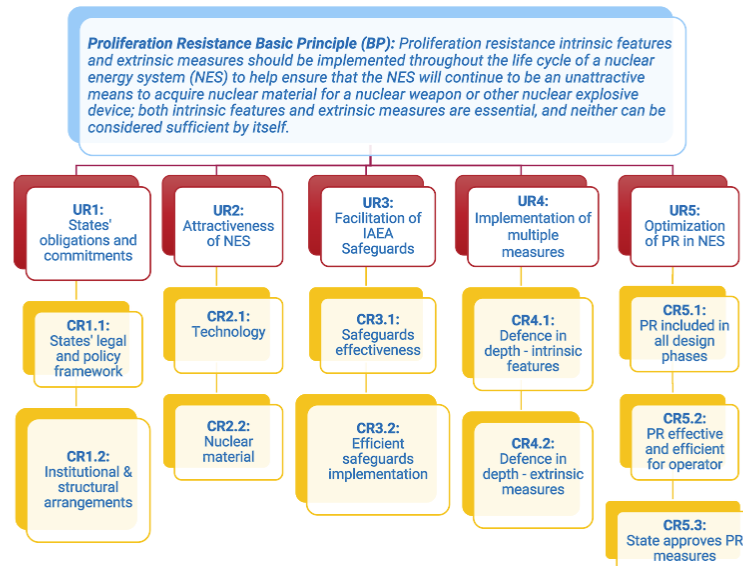 Proliferation Resistance Basic Principle (BP): Proliferation resistance intrinsic features
and extrinsic measures should be implemented throughout the life cycle of a nuclear
energy system (NES) to help ensure that the NES will continue to be an unattractive
means to acquire nuclear material for a nuclear weapon or other nuclear explosive
device; both intrinsic features and extrinsic measures are essential, and neither can be
considered sufficient by itself.
UR1:
States'
obligations and
commitments
CR1.1:
States' legal
and policy
framework
CR1.2:
Institutional &
structural
arrangements
UR2:
Attractiveness
of NES
CR2.1:
Technology
CR2.2:
Nuclear
material
UR3:
Facilitation of
IAEA
Safeguards
CR3.1:
Safeguards
effectiveness
CR3.2:
Efficient
safeguards
implementation
UR4:
Implementation of
multiple
measures
CR4.1:
Defence in
depth - intrinsic
features
CR4.2:
Defence in
depth - extrinsic
measures
UR5:
Optimization
of PR in NES
CR5.1:
PR included in
all design
phases
CR5.2:
PR effective
and efficient
for operator
CR5.3:
State approves PR
measures